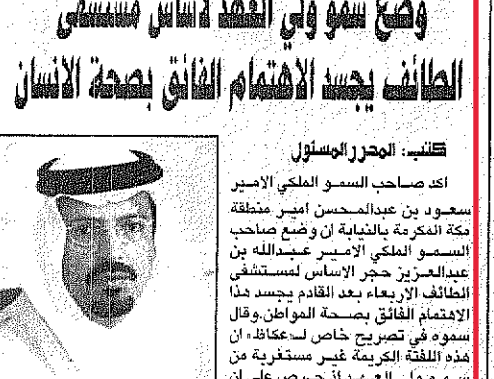 وضع سمو ولي العهد لأساس مستشفى
الطائف يجسد الاهتمام الفائق بصحة الانسان
كتب: المحرر المسئول
اكد صاحب السمو الملكي الامير
سعود بن عبدالمحسن امير منطقة
مكة المكرمة بالنيابة ان وضع صاحب
السمو الملكي الامير عبدالله بن
عبدالعزيز حجر الاساس لمستشفى
الطائف الاربعاء بعد القادم يجسد هذا
الاهتمام الفائق بصحة المواطن.وقال
سموه في تصريح خاص لـ«عكاظ» ان
هذه اللفتة الكريمة غير مستغربة من